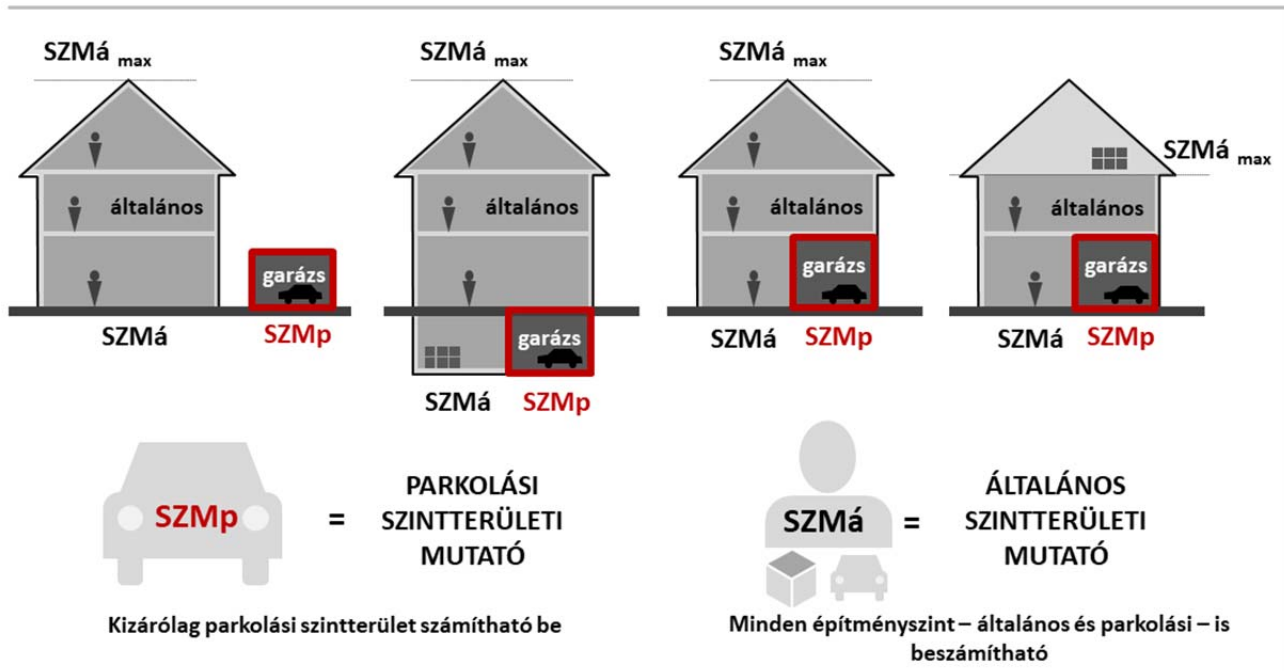 SZMá max
általános
garázs
SZMá
SZMp
SZMá max
általános
garázs
SZMá
SZMp
SZMá max
általános
garázs
SZMá
SZMp
SZMá max
általános
garázs
SZMá
SZMp
SZMp
=
PARKOLÁSI
SZINTTERÜLETI
MUTATÓ
Kizárólag parkolási szintterület számítható be
SZMá
=
ÁLTALÁNOS
SZINTTERÜLETI
MUTATÓ
Minden építményszint – általános és parkolási – is
beszámítható